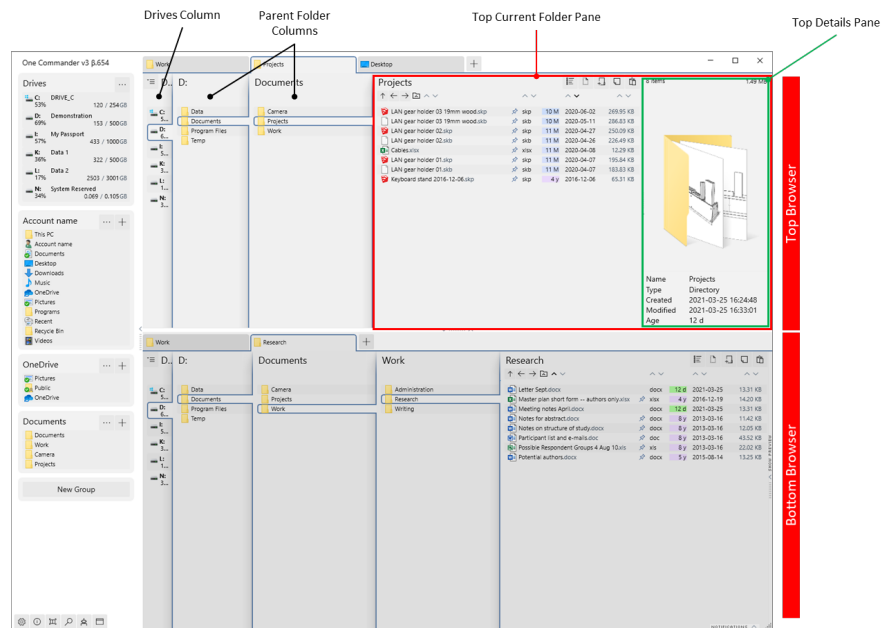 Drives Column
Parent Folder
Columns
Top Current Folder Pane
Top Details Pane
One Commander v3 β.654
Work
Projects
Desktop
Drives
C: DRIVE_C
53% 120 / 254GB
D: Demonstration
69% 153 / 500GB
I: My Passport
57% 433 / 1000GB
K: Data 1
36% 322 / 500GB
L: Data 2
17% 2503 / 3001GB
N: System Reserved
34% 0.069 / 0.105GB
Account name
This PC
Account name
Documents
Desktop
Downloads
Music
OneDrive
Pictures
Programs
Recent
Recycle Bin
Videos
OneDrive
Pictures
Public
OneDrive
Documents
Documents
Work
Camera
Projects
New Group
D..
C:
5...
D:
6...
I:
5...
K:
3...
L:
1...
N:
3...
D:
Data
Documents
Program Files
Temp
Documents
Camera
Projects
Work
Projects
LAN gear holder 03 19mm wood.skp skp 10 M 2020-06-02 269.95 KB
LAN gear holder 03 19mm wood.skb skb 10 M 2020-05-11 286.83 KB
LAN gear holder 02.skp skp 11 M 2020-04-27 250.09 KB
LAN gear holder 02.skb skb 11 M 2020-04-26 226.49 KB
Cables.xlsx xlsx 11 M 2020-04-08 12.29 KB
LAN gear holder 01.skp skp 11 M 2020-04-07 195.84 KB
LAN gear holder 01.skb skb 11 M 2020-04-07 183.83 KB
Keyboard stand 2016-12-06.skp skp 4 y 2016-12-06 65.31 KB
8 items 1.49 MB
Name Projects
Type Directory
Created 2021-03-25 16:24:48
Modified 2021-03-25 16:33:01
Age 12 d
Top Browser
Work
Research
D..
C:
5...
D:
6...
I:
5...
K:
3...
L:
1...
N:
3...
D:
Data
Documents
Program Files
Temp
Documents
Camera
Projects
Work
Work
Administration
Research
Writing
Research
Letter Sept.docx docx 12 d 2021-03-25 13.31 KB
Master plan short form -- authors only.xlsx xlsx 4 y 2016-12-19 14.20 KB
Meeting notes April.docx docx 12 d 2021-03-25 13.31 KB
Notes for abstract.docx docx 8 y 2013-03-16 11.42 KB
Notes on structure of study.docx docx 8 y 2013-03-16 12.05 KB
Participant list and e-mails.doc doc 8 y 2013-03-16 43.52 KB
Possible Respondent Groups 4 Aug 10.xls xls 8 y 2013-03-16 22.02 KB
Potential authors.docx docx 5 y 2015-08-14 13.25 KB
SHOW PREVIEW
NOTIFICATIONS
Bottom Browser